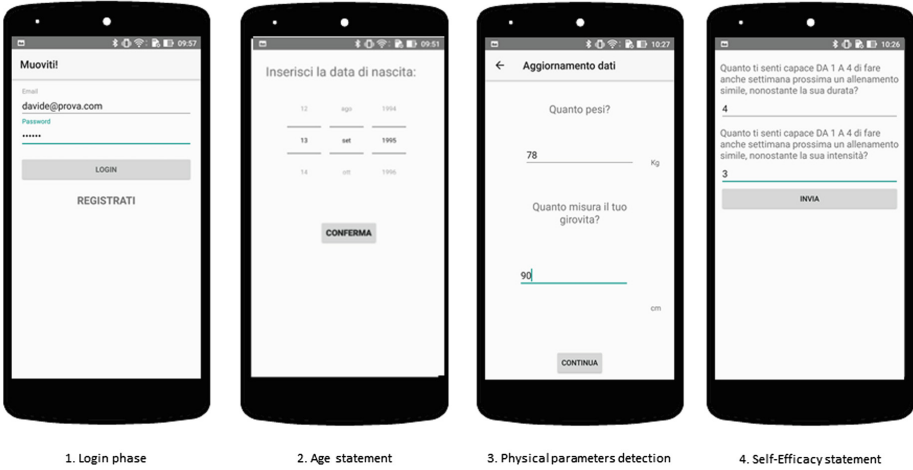 09:57
Muoviti!
Email
davide@prova.com
Password
••••••
LOGIN
REGISTRATI
1. Login phase
09:51
Inserisci la data di nascita:
12 ago 1994
13 set 1995
14 ott 1996
CONFERMA
2. Age statement
10:27
Aggiornamento dati
Quanto pesi?
78
Kg
Quanto misura il tuo
girovita?
90
cm
CONTINUA
3. Physical parameters detection
10:26
Quanto ti senti capace DA 1 A 4 di fare
anche settimana prossima un allenamento
simile, nonostante la sua durata?
4
Quanto ti senti capace DA 1 A 4 di fare
anche settimana prossima un allenamento
simile, nonostante la sua intensità?
3
INVIA
4. Self-Efficacy statement